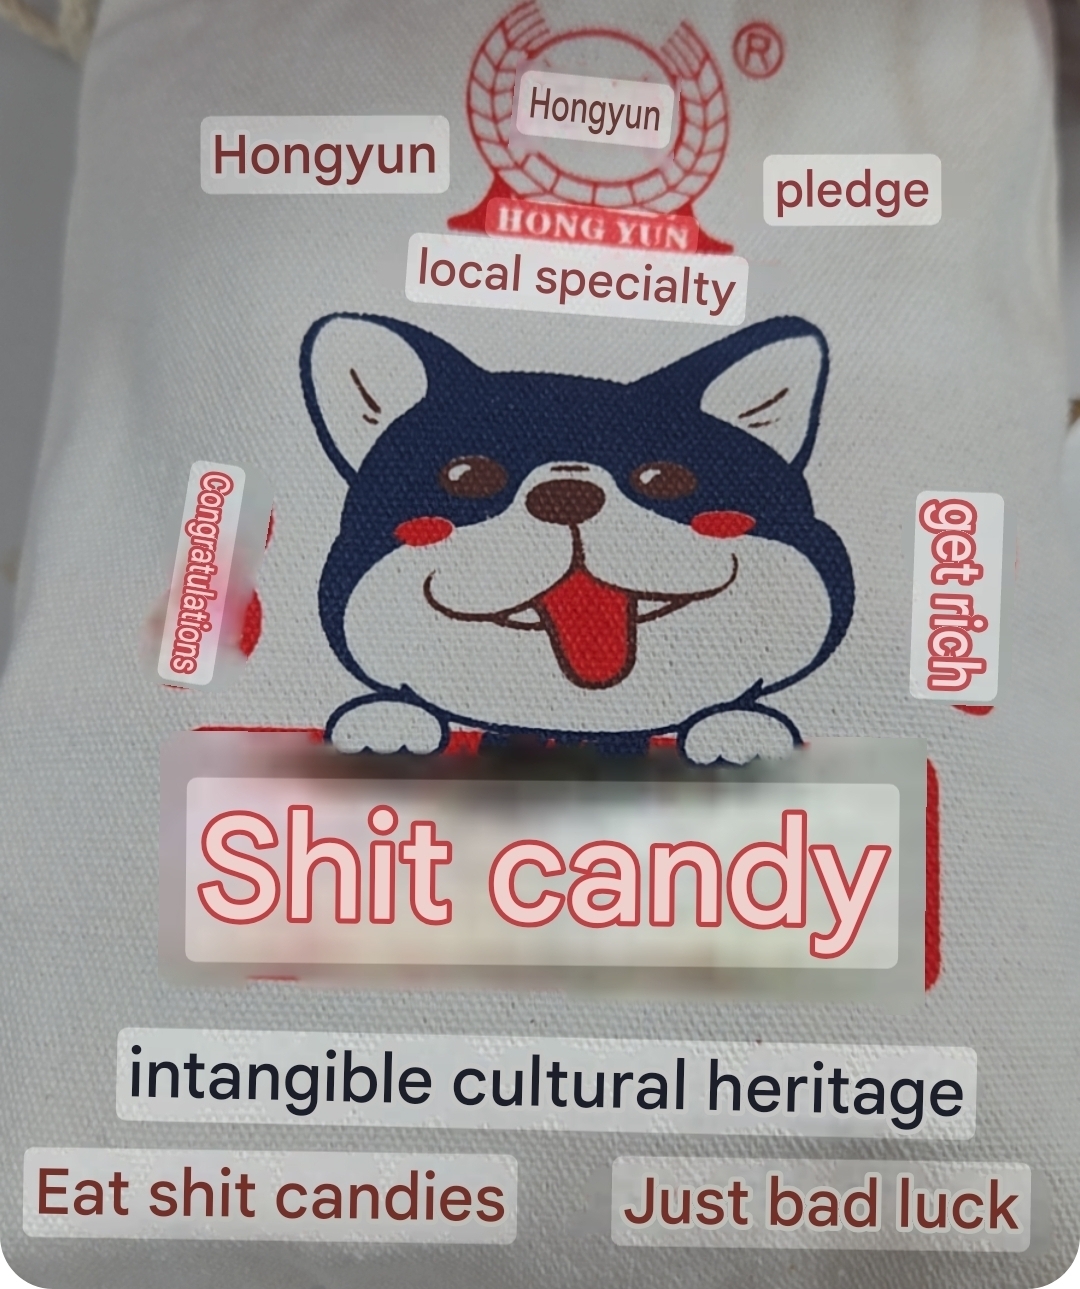 Hongyun
Hongyun
®
pledge
HONG YUN
local specialty
congratulations
get rich
Shit candy
intangible cultural heritage
Eat shit candies
Just bad luck